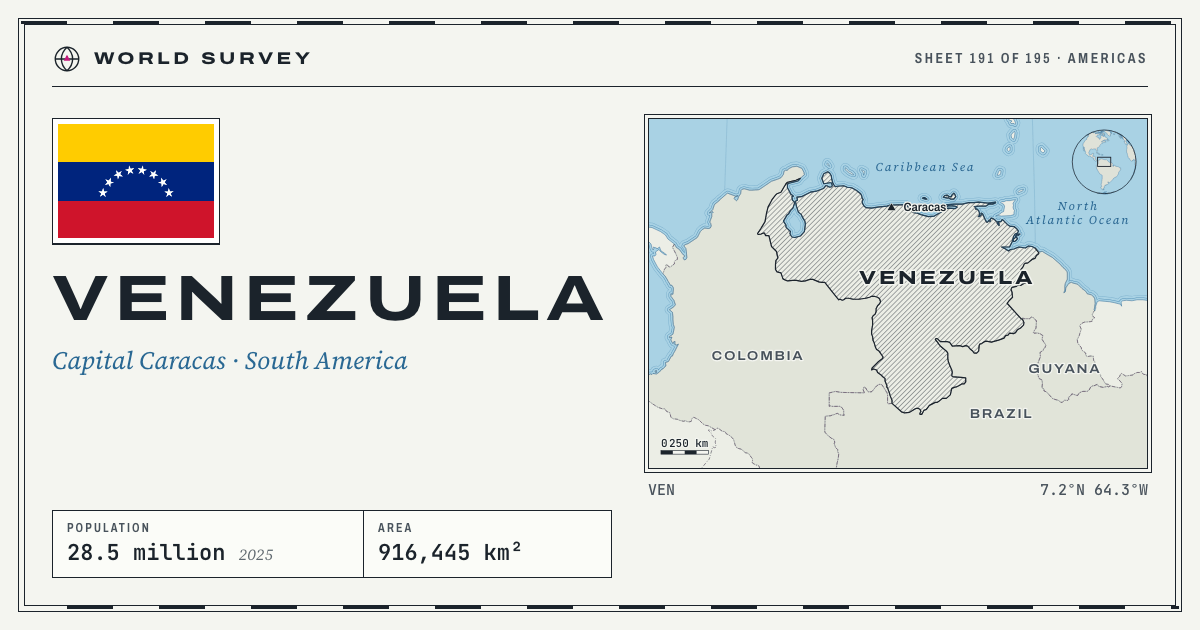 WORLD SURVEY
SHEET 191 OF 195 · AMERICAS
VENEZUELA
Capital Caracas · South America
POPULATION
28.5 million 2025
AREA
916,445 km²
Caribbean Sea
North
Atlantic Ocean
Caracas
VENEZUELA
COLOMBIA
GUYANA
BRAZIL
0 250 km
VEN
7.2°N 64.3°W